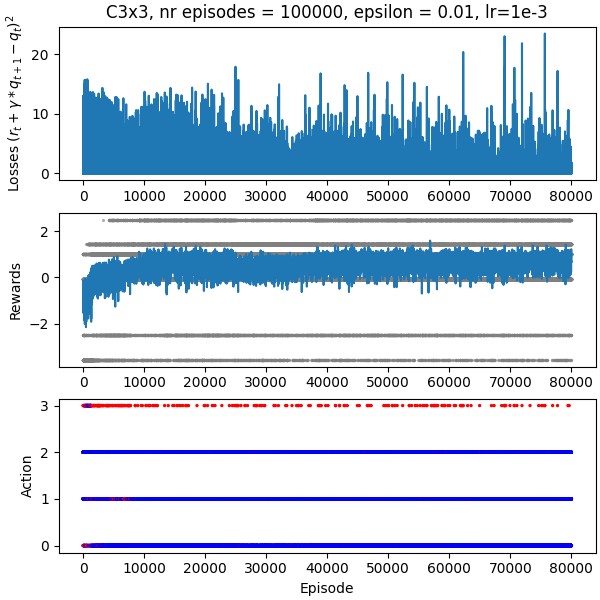 C3x3, nr episodes = 100000, epsilon = 0.01, lr=1e-3
Losses (r_t + γ * q_{t+1} − q_t)^2
20
10
0
0 10000 20000 30000 40000 50000 60000 70000 80000
Rewards
2
0
−2
0 10000 20000 30000 40000 50000 60000 70000 80000
Action
3
2
1
0
0 10000 20000 30000 40000 50000 60000 70000 80000
Episode